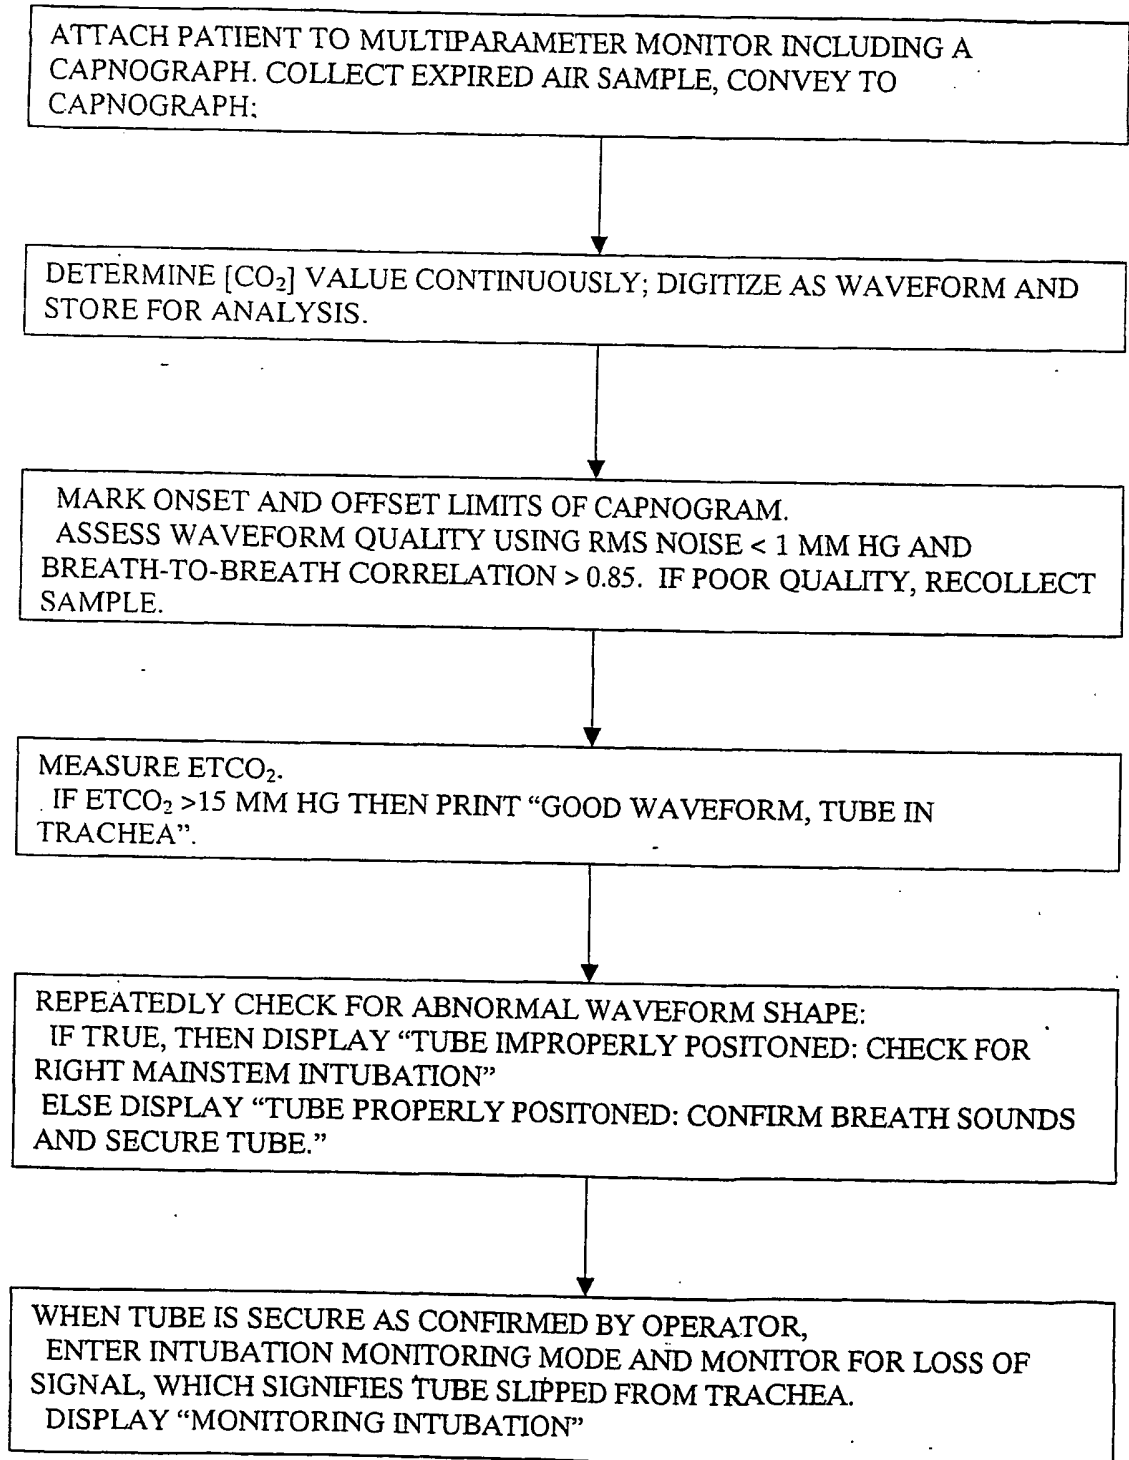 ATTACH PATIENT TO MULTIPARAMETER MONITOR INCLUDING A
CAPNOGRAPH. COLLECT EXPIRED AIR SAMPLE, CONVEY TO
CAPNOGRAPH;
DETERMINE [CO₂] VALUE CONTINUOUSLY; DIGITIZE AS WAVEFORM AND
STORE FOR ANALYSIS.
MARK ONSET AND OFFSET LIMITS OF CAPNOGRAM.
ASSESS WAVEFORM QUALITY USING RMS NOISE < 1 MM HG AND
BREATH-TO-BREATH CORRELATION > 0.85. IF POOR QUALITY, RECOLLECT
SAMPLE.
MEASURE ETCO₂.
IF ETCO₂ >15 MM HG THEN PRINT “GOOD WAVEFORM, TUBE IN
TRACHEA”.
REPEATEDLY CHECK FOR ABNORMAL WAVEFORM SHAPE:
IF TRUE, THEN DISPLAY “TUBE IMPROPERLY POSITONED: CHECK FOR
RIGHT MAINSTEM INTUBATION”
ELSE DISPLAY “TUBE PROPERLY POSITONED: CONFIRM BREATH SOUNDS
AND SECURE TUBE.”
WHEN TUBE IS SECURE AS CONFIRMED BY OPERATOR,
ENTER INTUBATION MONITORING MODE AND MONITOR FOR LOSS OF
SIGNAL, WHICH SIGNIFIES TUBE SLIPPED FROM TRACHEA.
DISPLAY “MONITORING INTUBATION”